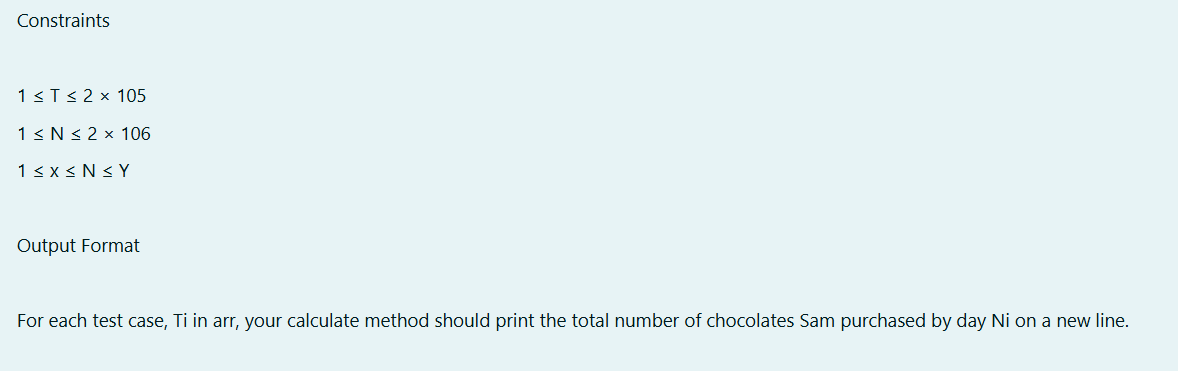 Constraints
1 ≤ T ≤ 2 × 105
1 ≤ N ≤ 2 × 106
1 ≤ x ≤ N ≤ Y
Output Format
For each test case, Ti in arr, your calculate method should print the total number of chocolates Sam purchased by day Ni on a new line.